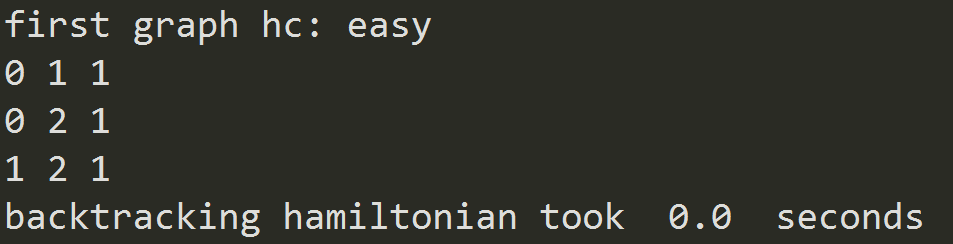 first graph hc: easy
0 1 1
0 2 1
1 2 1
backtracking hamiltonian took  0.0  seconds